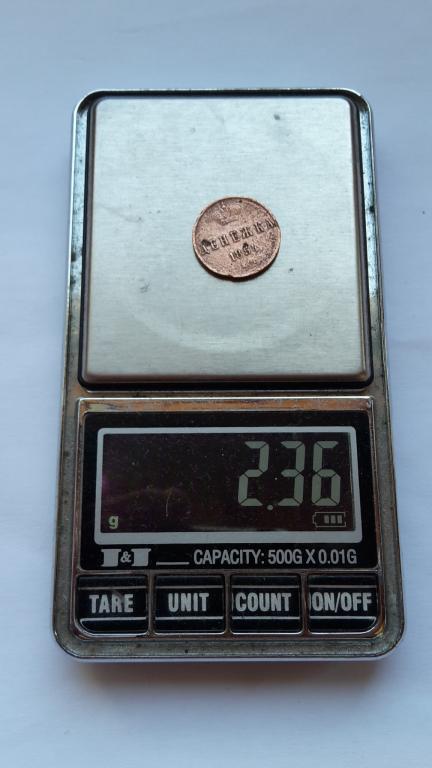 ДЕНЕЖКА
2.36
g
CAPACITY: 500G X 0.01G
TARE UNIT COUNT ON/OFF